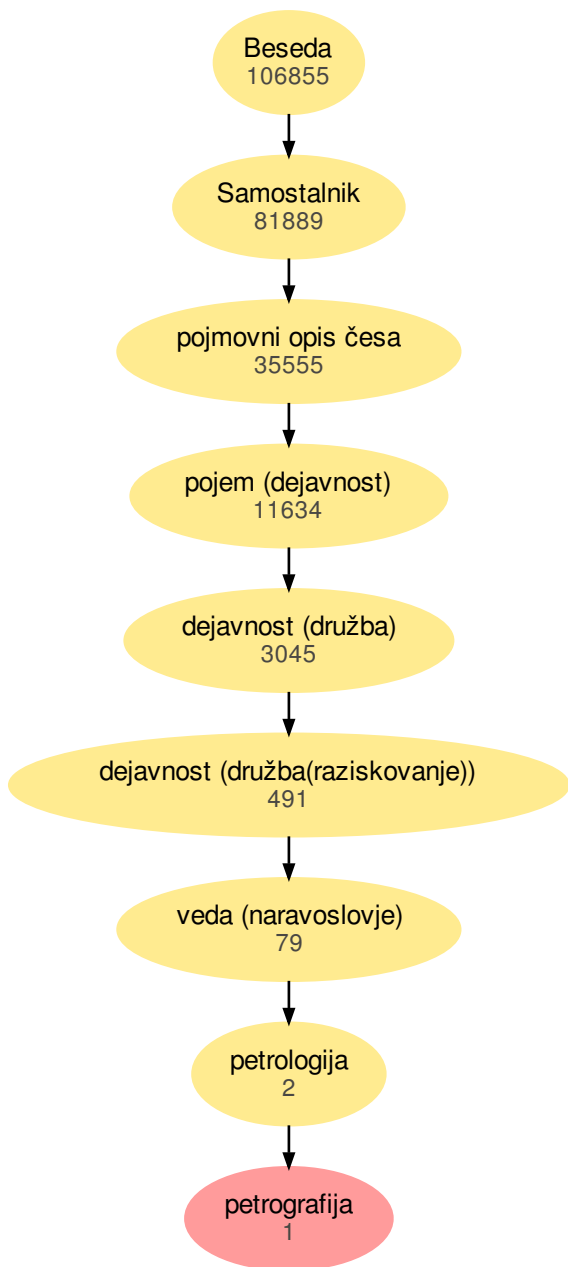 Beseda
106855
Samostalnik
81889
pojmovni opis česa
35555
pojem (dejavnost)
11634
dejavnost (družba)
3045
dejavnost (družba(raziskovanje))
491
veda (naravoslovje)
79
petrologija
2
petrografija
1